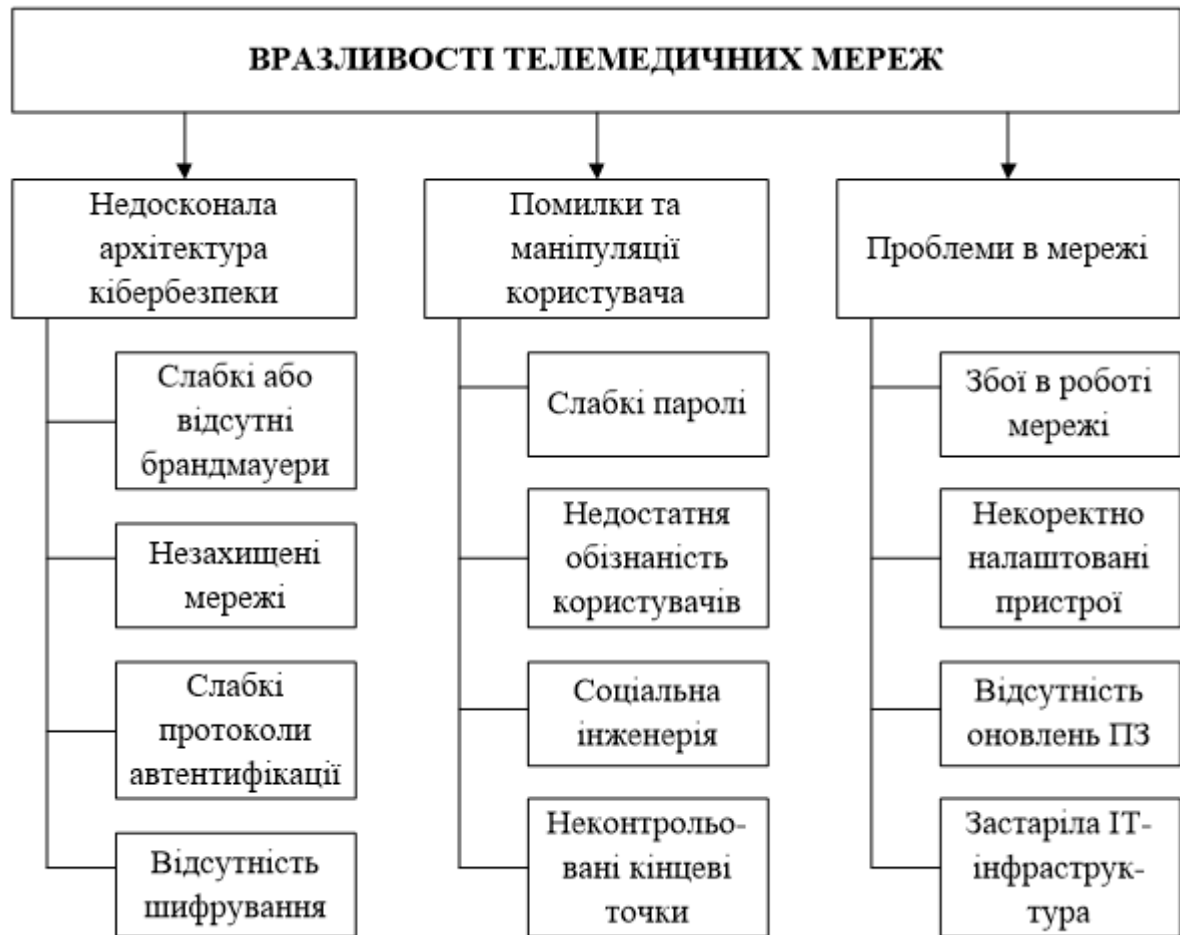 ВРАЗЛИВОСТІ ТЕЛЕМЕДИЧНИХ МЕРЕЖ
Недосконала
архітектура
кібербезпеки
Слабкі або
відсутні
брандмауери
Незахищені
мережі
Слабкі
протоколи
автентифікації
Відсутність
шифрування
Помилки та
маніпуляції
користувача
Слабкі паролі
Недостатня
обізнаність
користувачів
Соціальна
інженерія
Неконтрольо-
вані кінцеві
точки
Проблеми в мережі
Збої в роботі
мережі
Некоректно
налаштовані
пристрої
Відсутність
оновлень ПЗ
Застаріла ІТ-
інфраструк-
тура